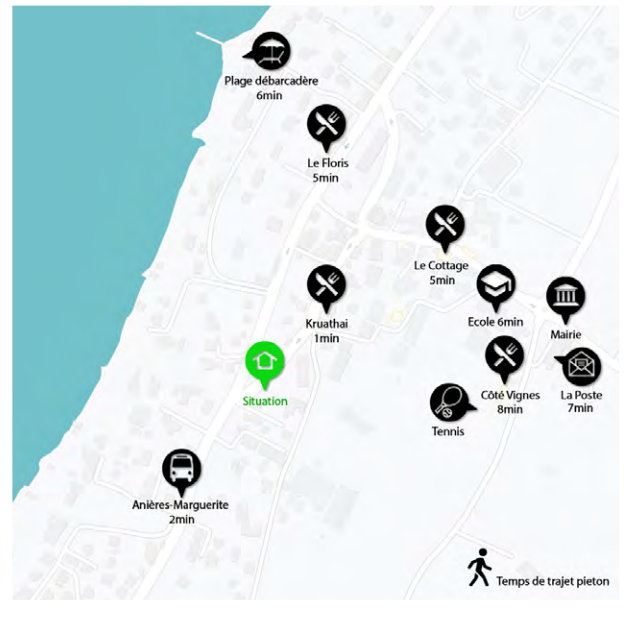 Plage débarcadère
6min
Le Floris
5min
Le Cottage
5min
Kruathai
1min
Ecole 6min
Mairie
Situation
Côté Vignes
8min
La Poste
7min
Tennis
Anières-Marguerite
2min
Temps de trajet pieton